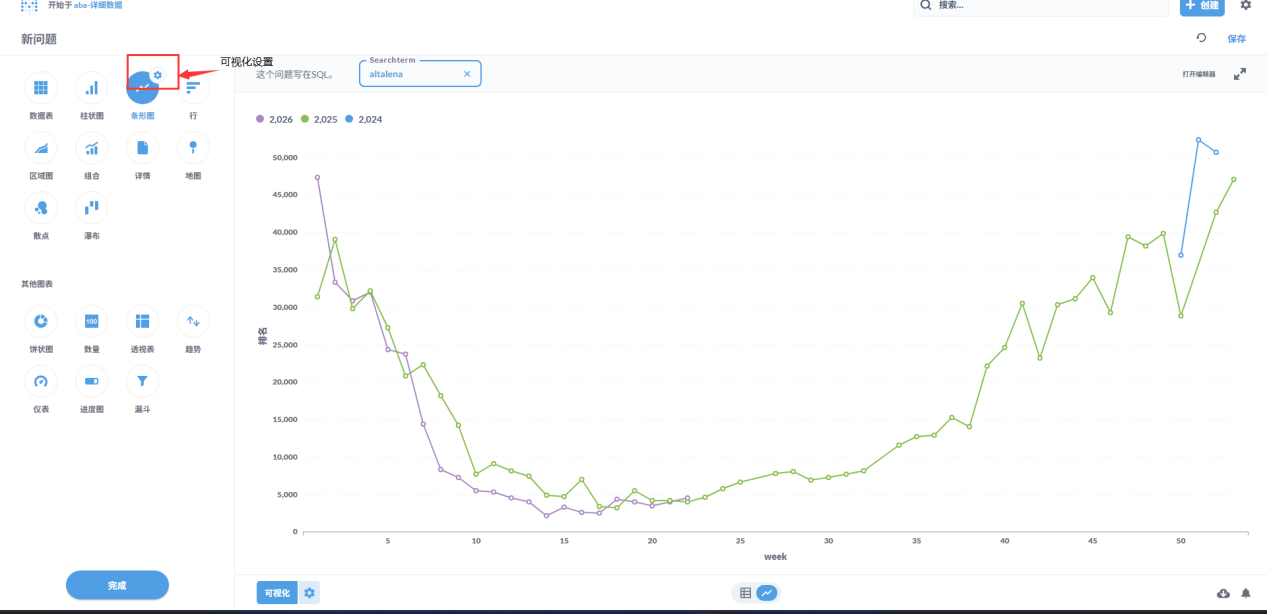 开始于 aba-详细数据
搜索...
+ 创建
新问题
保存
可视化设置
这个问题写在SQL。
Searchterm
altalena
打开编辑器
数据表
柱状图
条形图
行
区域图
组合
详情
地图
散点
瀑布
其他图表
100
饼状图
数量
透视表
趋势
仪表
进度图
漏斗
完成
2,026
2,025
2,024
50,000
45,000
40,000
35,000
30,000
25,000
20,000
15,000
10,000
5,000
0
排名
5
10
15
20
25
30
35
40
45
50
week
可视化